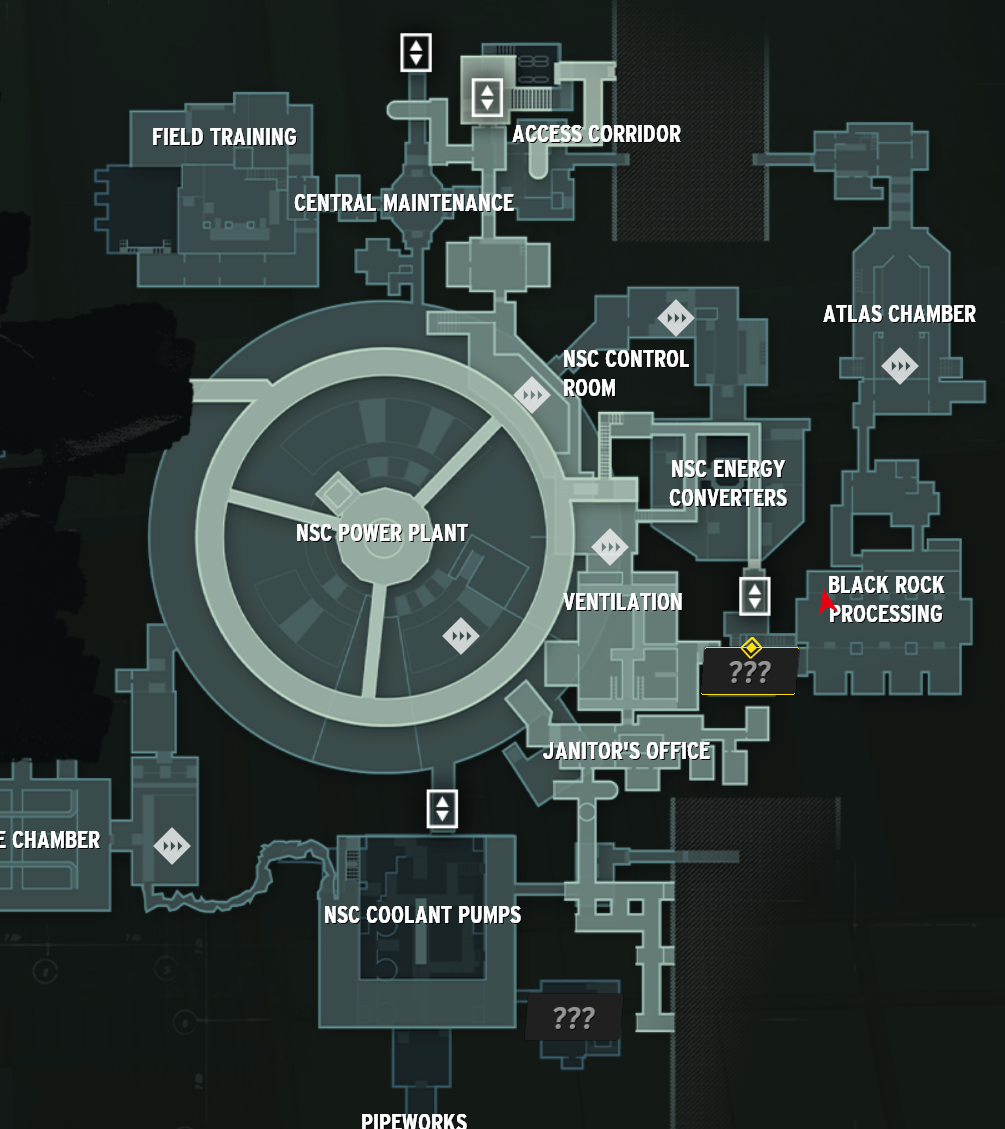 FIELD TRAINING
ACCESS CORRIDOR
CENTRAL MAINTENANCE
ATLAS CHAMBER
NSC CONTROL
ROOM
NSC ENERGY
CONVERTERS
NSC POWER PLANT
VENTILATION
BLACK ROCK
PROCESSING
???
JANITOR'S OFFICE
E CHAMBER
NSC COOLANT PUMPS
???
PIPEWORKS